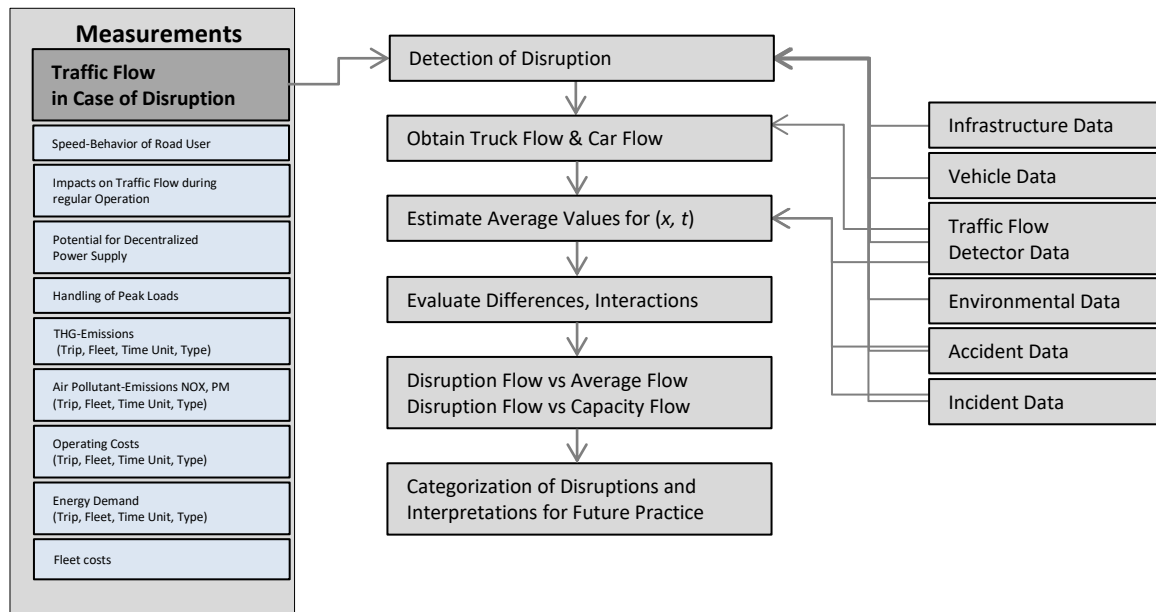 Measurements
Traffic Flow
in Case of Disruption
Speed-Behavior of Road User
Impacts on Traffic Flow during
regular Operation
Potential for Decentralized
Power Supply
Handling of Peak Loads
THG-Emissions
(Trip, Fleet, Time Unit, Type)
Air Pollutant-Emissions NOX, PM
(Trip, Fleet, Time Unit, Type)
Operating Costs
(Trip, Fleet, Time Unit, Type)
Energy Demand
(Trip, Fleet, Time Unit, Type)
Fleet costs
Detection of Disruption
Obtain Truck Flow & Car Flow
Estimate Average Values for (x, t)
Evaluate Differences, Interactions
Disruption Flow vs Average Flow
Disruption Flow vs Capacity Flow
Categorization of Disruptions and
Interpretations for Future Practice
Infrastructure Data
Vehicle Data
Traffic Flow
Detector Data
Environmental Data
Accident Data
Incident Data